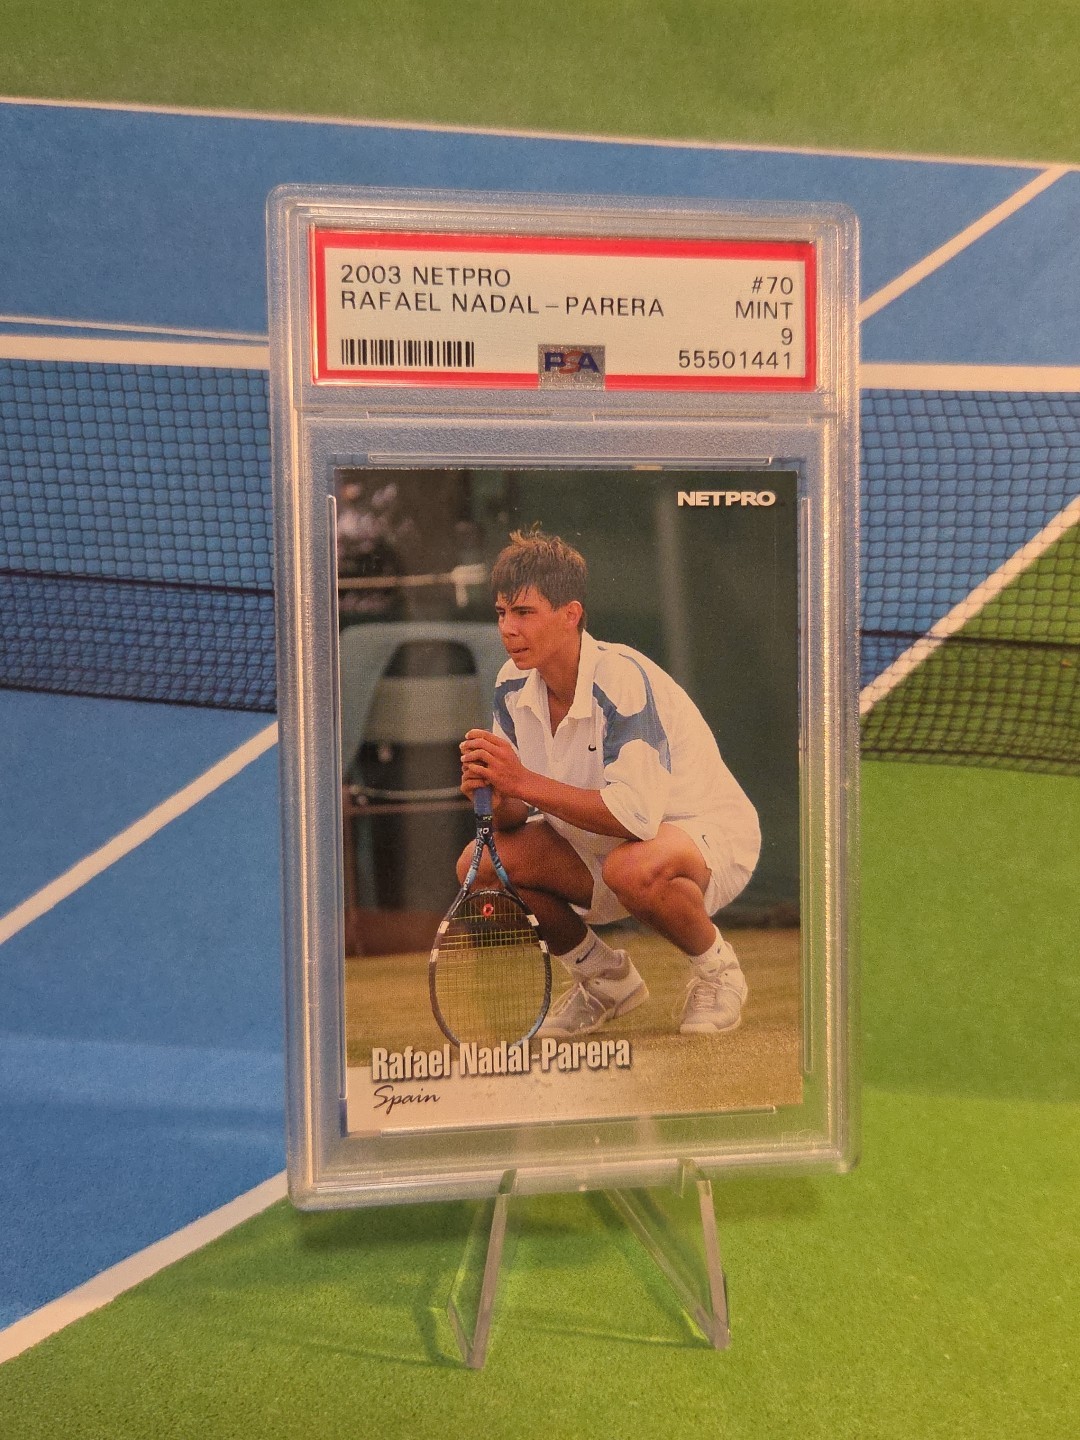 2003 NETPRO
RAFAEL NADAL-PARERA
#70
MINT
9
55501441
PSA
NETPRO
Rafael Nadal-Parera
Spain